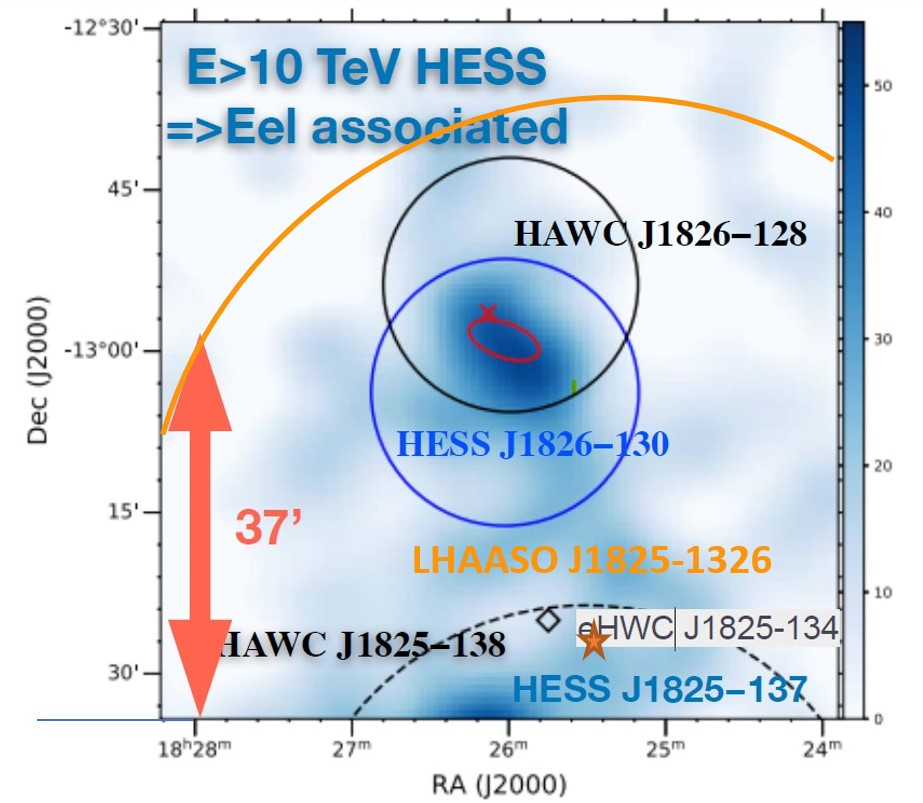 -12°30'
E>10 TeV HESS
=>Eel associated
45'
HAWC J1826−128
-13°00'
HESS J1826−130
15'
37’
LHAASO J1825-1326
eHWC J1825-134
HAWC J1825−138
30'
HESS J1825−137
18ʰ28ᵐ 27ᵐ 26ᵐ 25ᵐ 24ᵐ
RA (J2000)
Dec (J2000)
50
40
30
20
10
0